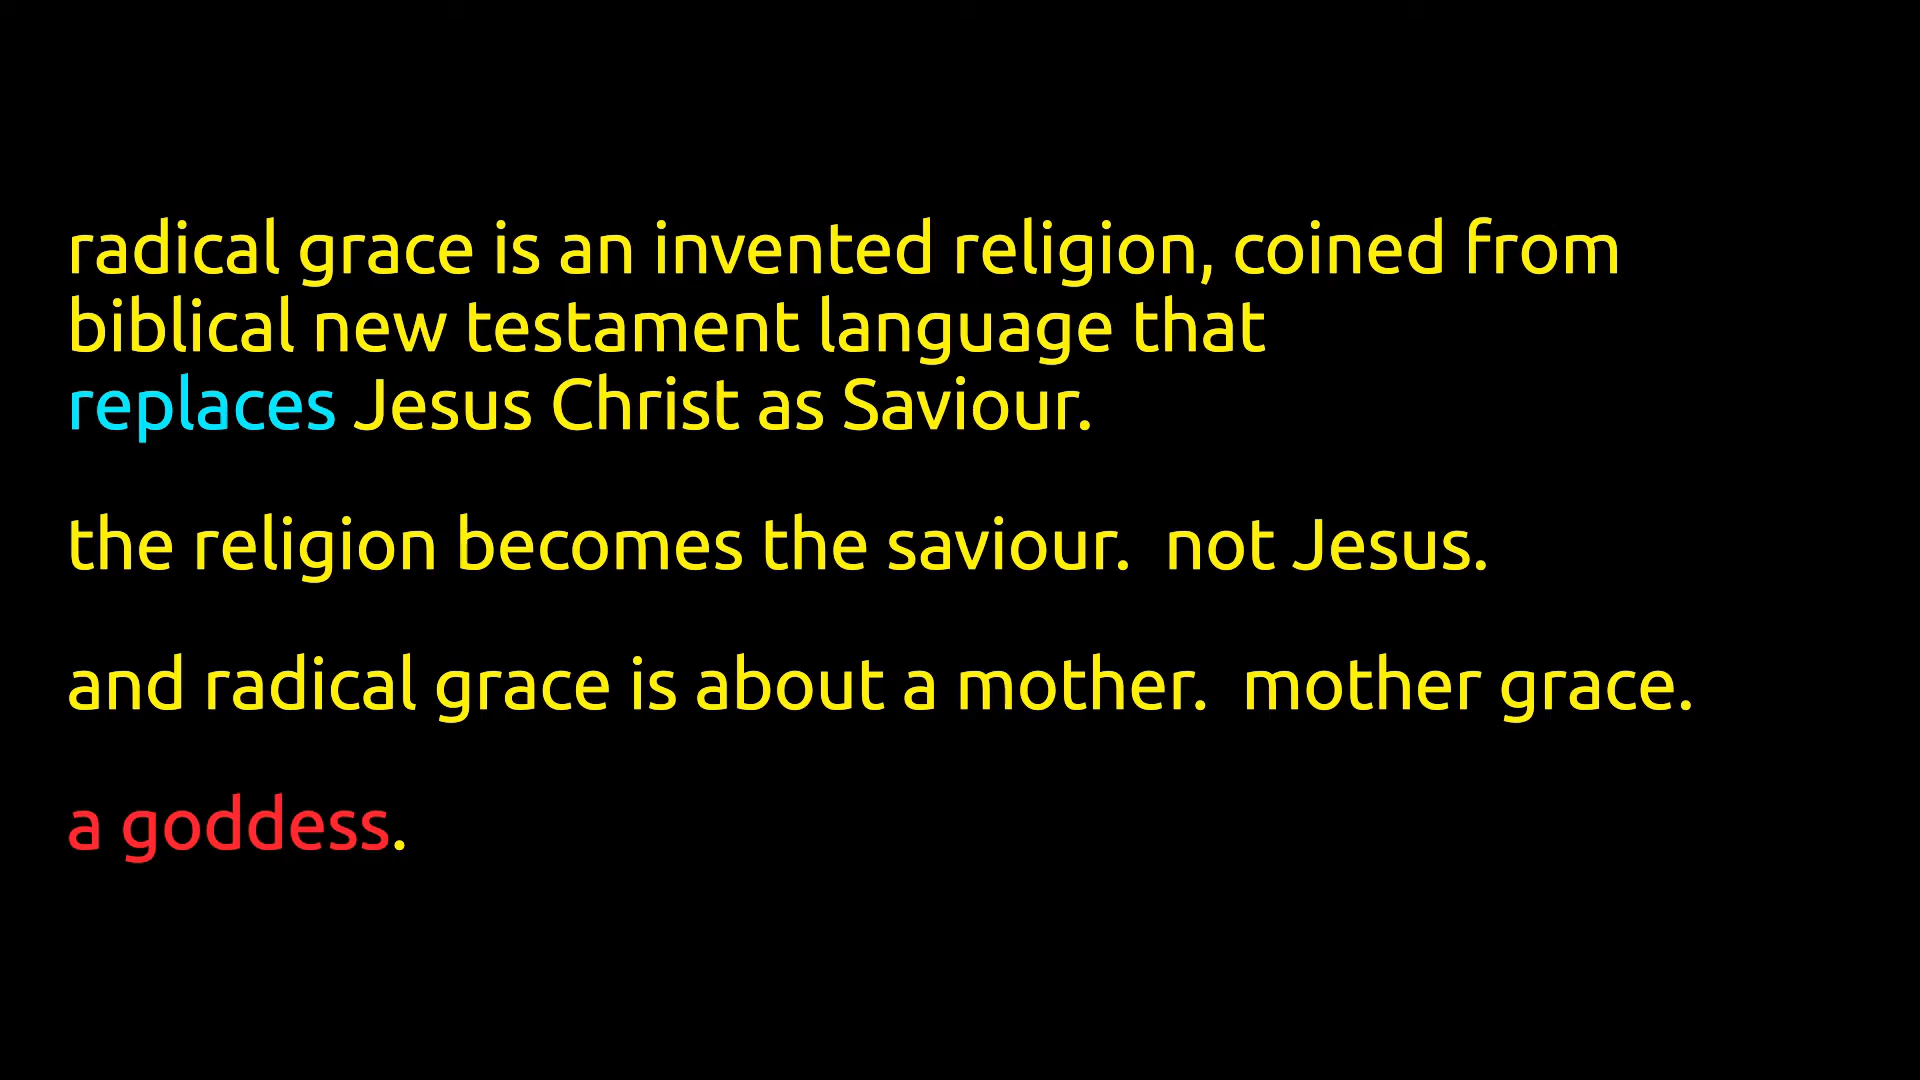 radical grace is an invented religion, coined from
biblical new testament language that
replaces Jesus Christ as Saviour.
the religion becomes the saviour.  not Jesus.
and radical grace is about a mother.  mother grace.
a goddess.